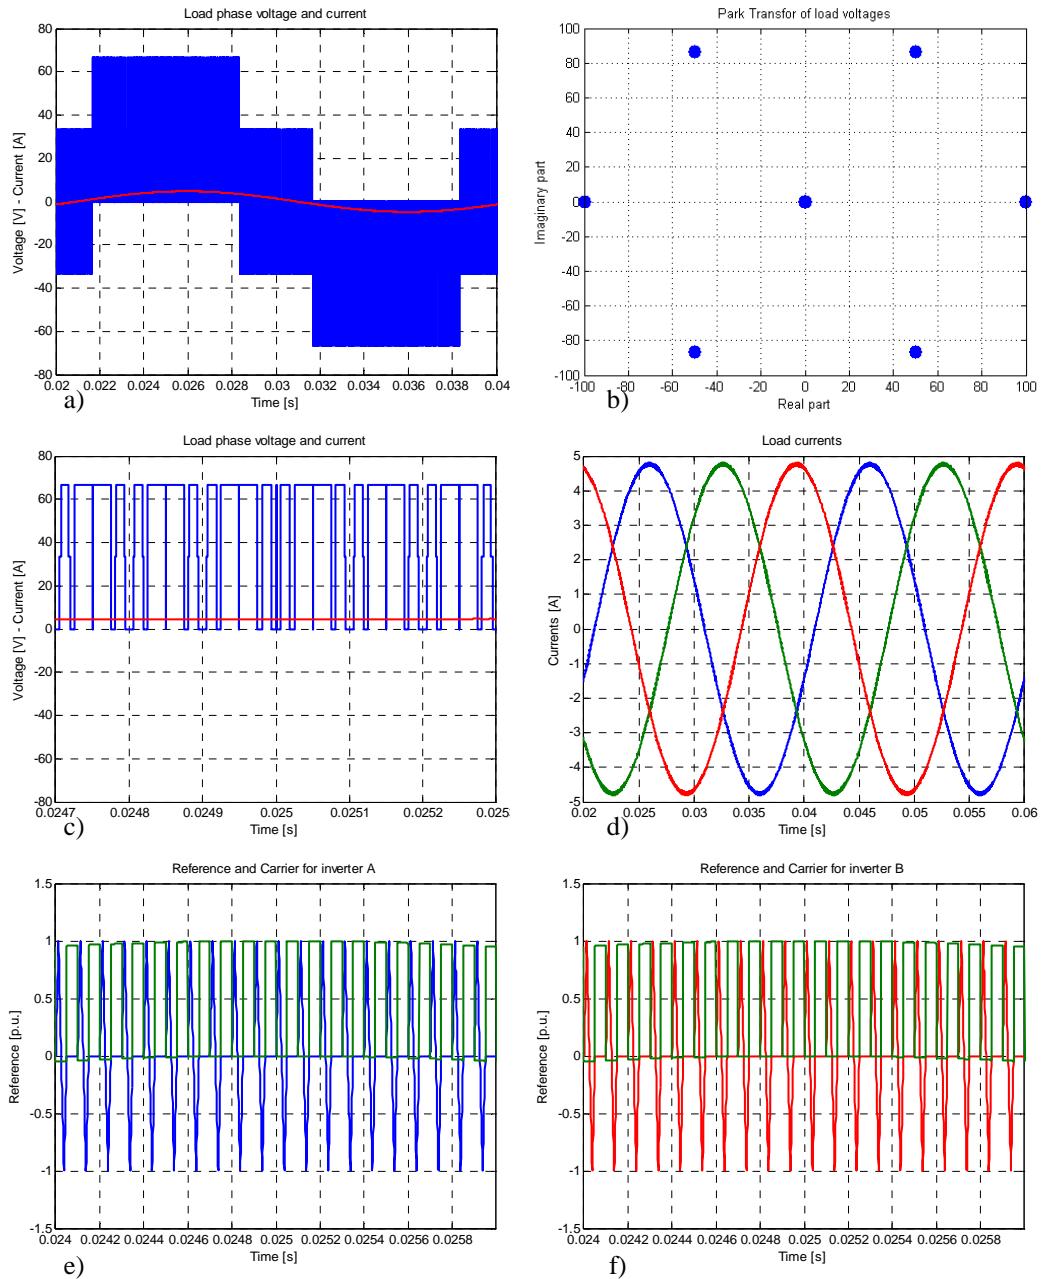 Load phase voltage and current
80
60
40
20
0
-20
-40
-60
-80
Voltage [V] - Current [A]
0.02 0.022 0.024 0.026 0.028 0.03 0.032 0.034 0.036 0.038 0.04
Time [s]
a)
Park Transfor of load voltages
100
80
60
40
20
0
-20
-40
-60
-80
-100
Imaginary part
-100 -80 -60 -40 -20 0 20 40 60 80 100
Real part
b)
Load phase voltage and current
80
60
40
20
0
-20
-40
-60
-80
Voltage [V] - Current [A]
0.0247 0.0248 0.0249 0.025 0.0251 0.0252 0.025
Time [s]
c)
Load currents
5
4
3
2
1
0
-1
-2
-3
-4
-5
Currents [A]
0.02 0.025 0.03 0.035 0.04 0.045 0.05 0.055 0.06
Time [s]
d)
Reference and Carrier for inverter A
1.5
1
0.5
0
-0.5
-1
-1.5
Reference [p.u.]
0.024 0.0242 0.0244 0.0246 0.0248 0.025 0.0252 0.0254 0.0256 0.0258
Time [s]
e)
Reference and Carrier for inverter B
1.5
1
0.5
0
-0.5
-1
-1.5
Reference [p.u.]
0.024 0.0242 0.0244 0.0246 0.0248 0.025 0.0252 0.0254 0.0256 0.0258
Time [s]
f)